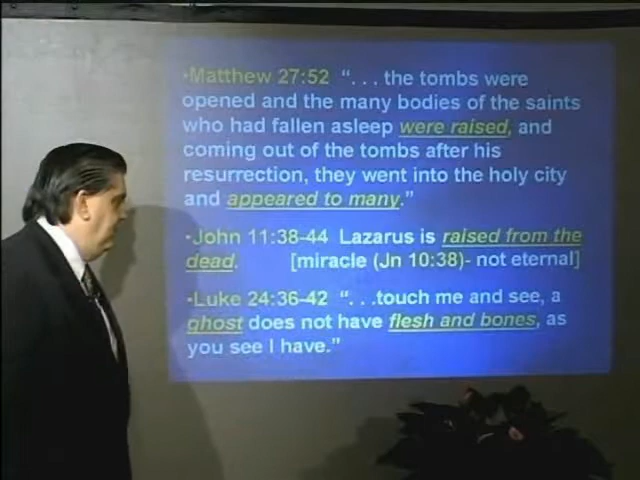 •Matthew 27:52 “. . . the tombs were
opened and the many bodies of the saints
who had fallen asleep were raised, and
coming out of the tombs after his
resurrection, they went into the holy city
and appeared to many.”
•John 11:38-44 Lazarus is raised from the
dead. [miracle (Jn 10:38)- not eternal]
•Luke 24:36-42 “. . .touch me and see, a
ghost does not have flesh and bones, as
you see I have.”